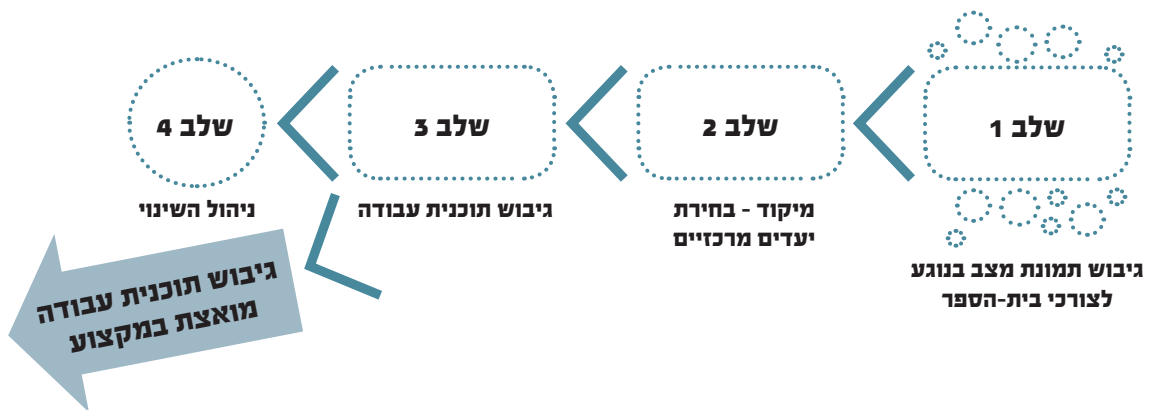 שלב 1
גיבוש תמונת מצב בנוגע
לצורכי בית-הספר
שלב 2
מיקוד - בחירת
יעדים מרכזיים
שלב 3
גיבוש תוכנית עבודה
שלב 4
ניהול השינוי
גיבוש תוכנית עבודה
מואצת במקצוע